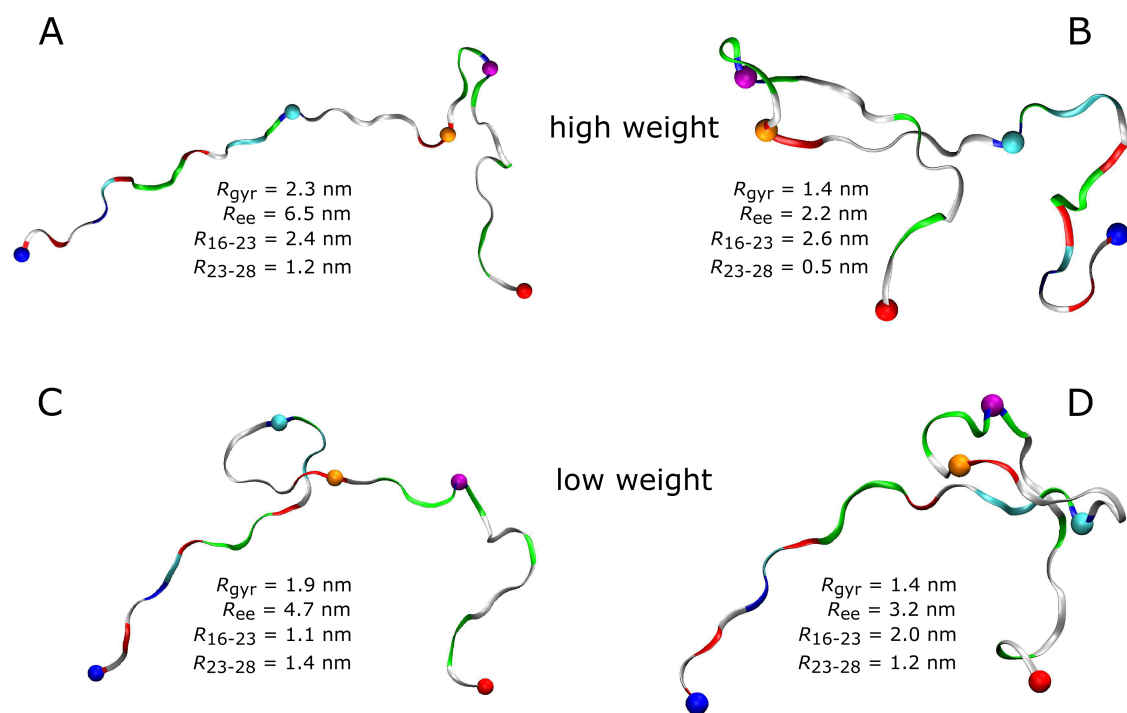 A
B
high weight
Rgyr = 2.3 nm
Ree = 6.5 nm
R16-23 = 2.4 nm
R23-28 = 1.2 nm
Rgyr = 1.4 nm
Ree = 2.2 nm
R16-23 = 2.6 nm
R23-28 = 0.5 nm
C
D
low weight
Rgyr = 1.9 nm
Ree = 4.7 nm
R16-23 = 1.1 nm
R23-28 = 1.4 nm
Rgyr = 1.4 nm
Ree = 3.2 nm
R16-23 = 2.0 nm
R23-28 = 1.2 nm